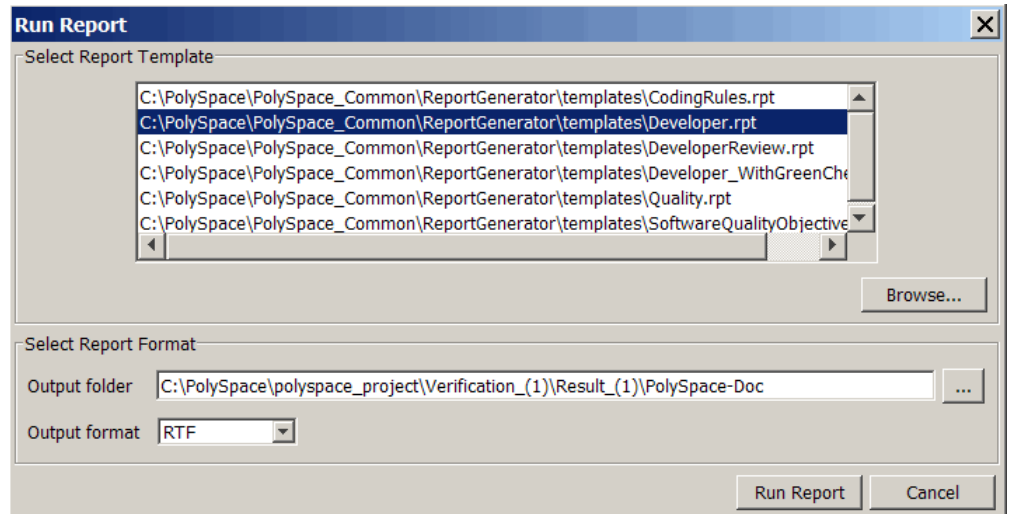 Run Report
Select Report Template
C:\PolySpace\PolySpace_Common\ReportGenerator\templates\CodingRules.rpt
C:\PolySpace\PolySpace_Common\ReportGenerator\templates\Developer.rpt
C:\PolySpace\PolySpace_Common\ReportGenerator\templates\DeveloperReview.rpt
C:\PolySpace\PolySpace_Common\ReportGenerator\templates\Developer_WithGreenChe
C:\PolySpace\PolySpace_Common\ReportGenerator\templates\Quality.rpt
C:\PolySpace\PolySpace_Common\ReportGenerator\templates\SoftwareQualityObjective
Browse...
Select Report Format
Output folder C:\PolySpace\polyspace_project\Verification_(1)\Result_(1)\PolySpace-Doc ...
Output format RTF
Run Report Cancel